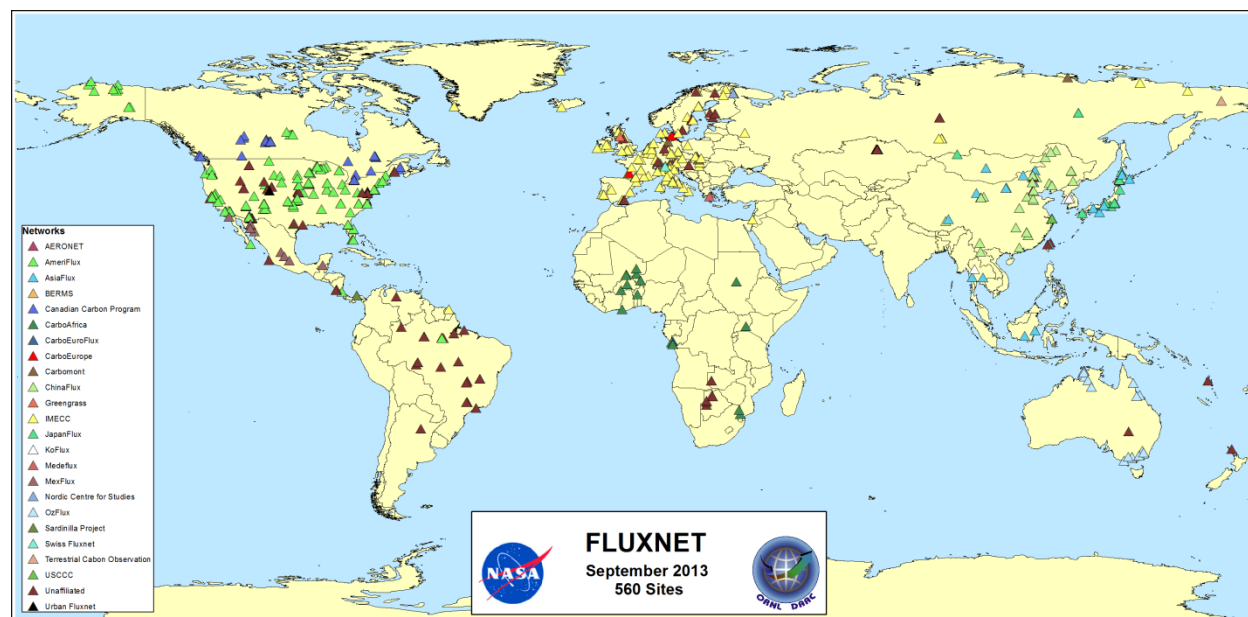 Networks
AERONET
AmeriFlux
AsiaFlux
BERMS
Canadian Carbon Program
CarboAfrica
CarboEuroFlux
CarboEurope
Carbomont
ChinaFlux
Greengrass
IMECC
JapanFlux
KoFlux
Medeflux
MexFlux
Nordic Centre for Studies
OzFlux
Sardinilla Project
Swiss Fluxnet
Terrestrial Cabon Observation
USCCC
Unaffiliated
Urban Fluxnet
NASA
FLUXNET
September 2013
560 Sites
ORNL DAAC